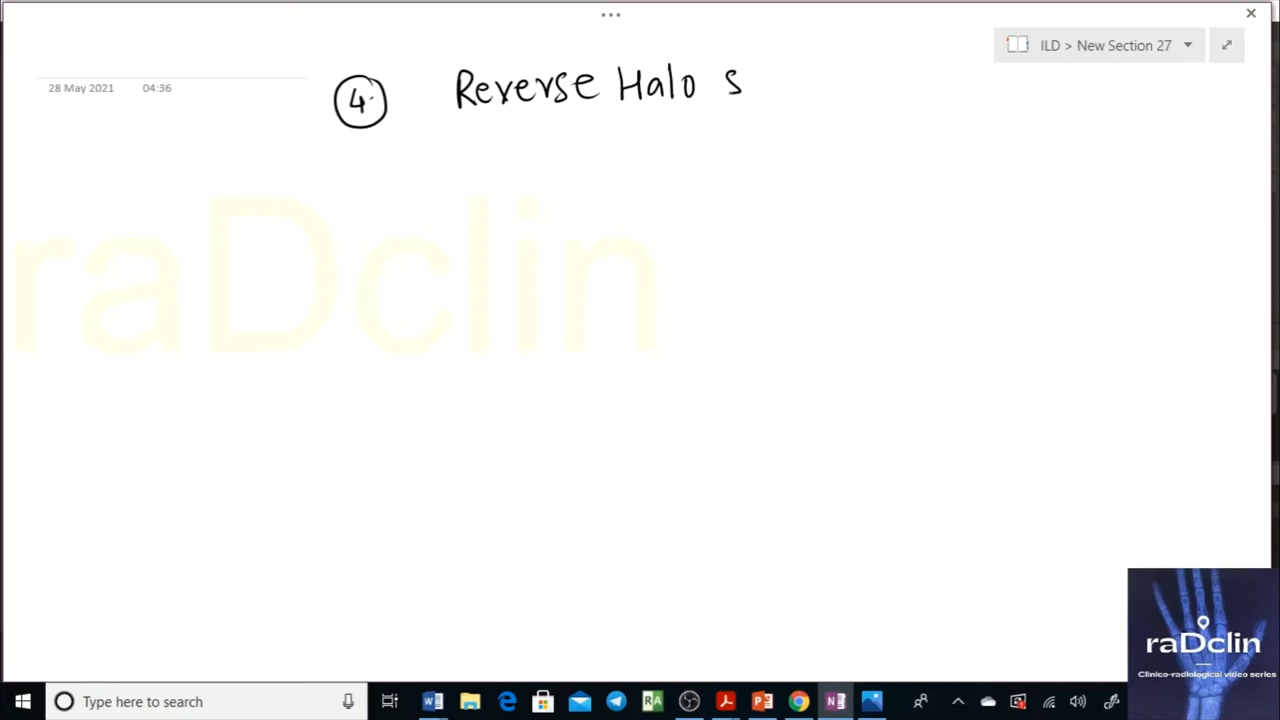 ILD > New Section 27
28 May 2021 04:36
4. Reverse Halo s
raDclin
Type here to search
raDclin
Clinico-radiological video series